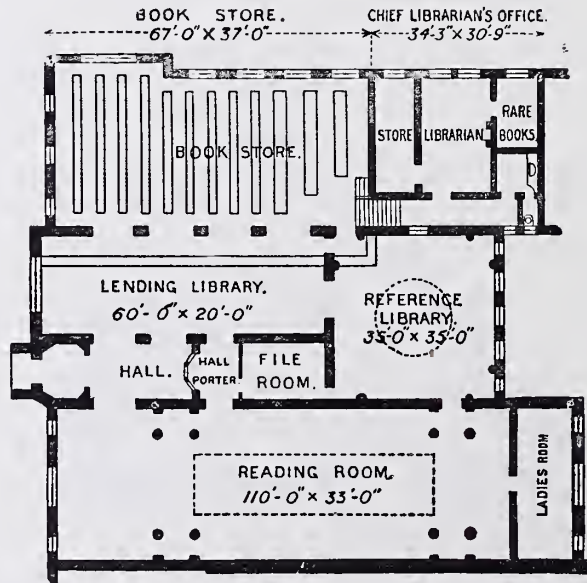 BOOK STORE.
67'-0" X 37'-0"
CHIEF LIBRARIAN'S OFFICE.
34'-3" X 30'-9"
BOOK STORE.
STORE
LIBRARIAN
RARE
BOOKS.
LENDING LIBRARY.
60'-0" X 20'-0"
REFERENCE
LIBRARY.
35'-0" X 35'-0"
HALL.
HALL
PORTER.
FILE
ROOM.
READING ROOM.
110'-0" X 33'-0"
LADIES ROOM